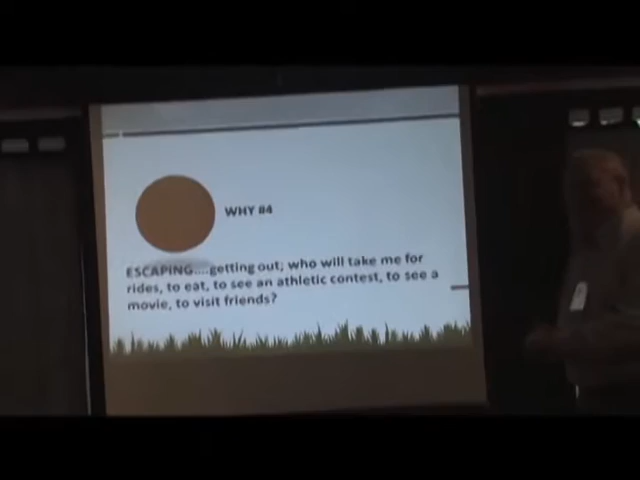 WHY #4
ESCAPING....getting out; who will take me for
rides, to eat, to see an athletic contest, to see a
movie, to visit friends?